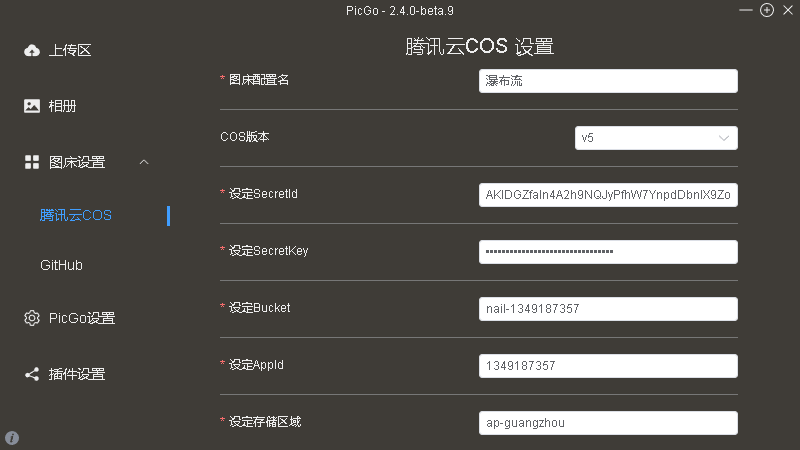 PicGo - 2.4.0-beta.9
上传区
相册
图床设置
腾讯云COS
GitHub
PicGo设置
插件设置
腾讯云COS 设置
* 图床配置名
瀑布流
COS版本
v5
* 设定SecretId
AKIDGZfaIn4A2h9NQJyPfhW7YnpdDbnIX9Zo
* 设定SecretKey
* 设定Bucket
nail-1349187357
* 设定AppId
1349187357
* 设定存储区域
ap-guangzhou